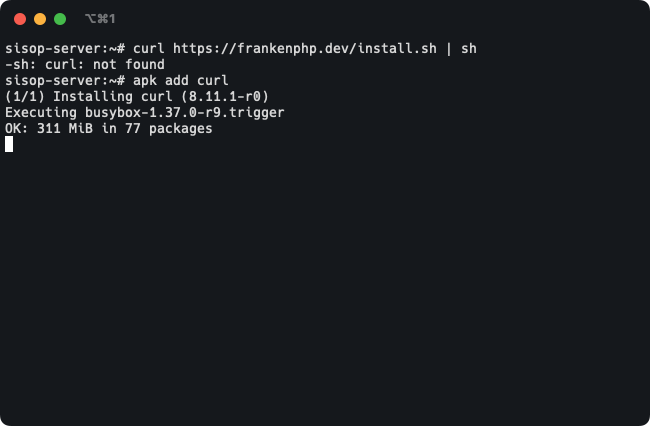 ⌥⌘1
sisop-server:~# curl https://frankenphp.dev/install.sh | sh
-sh: curl: not found
sisop-server:~# apk add curl
(1/1) Installing curl (8.11.1-r0)
Executing busybox-1.37.0-r9.trigger
OK: 311 MiB in 77 packages